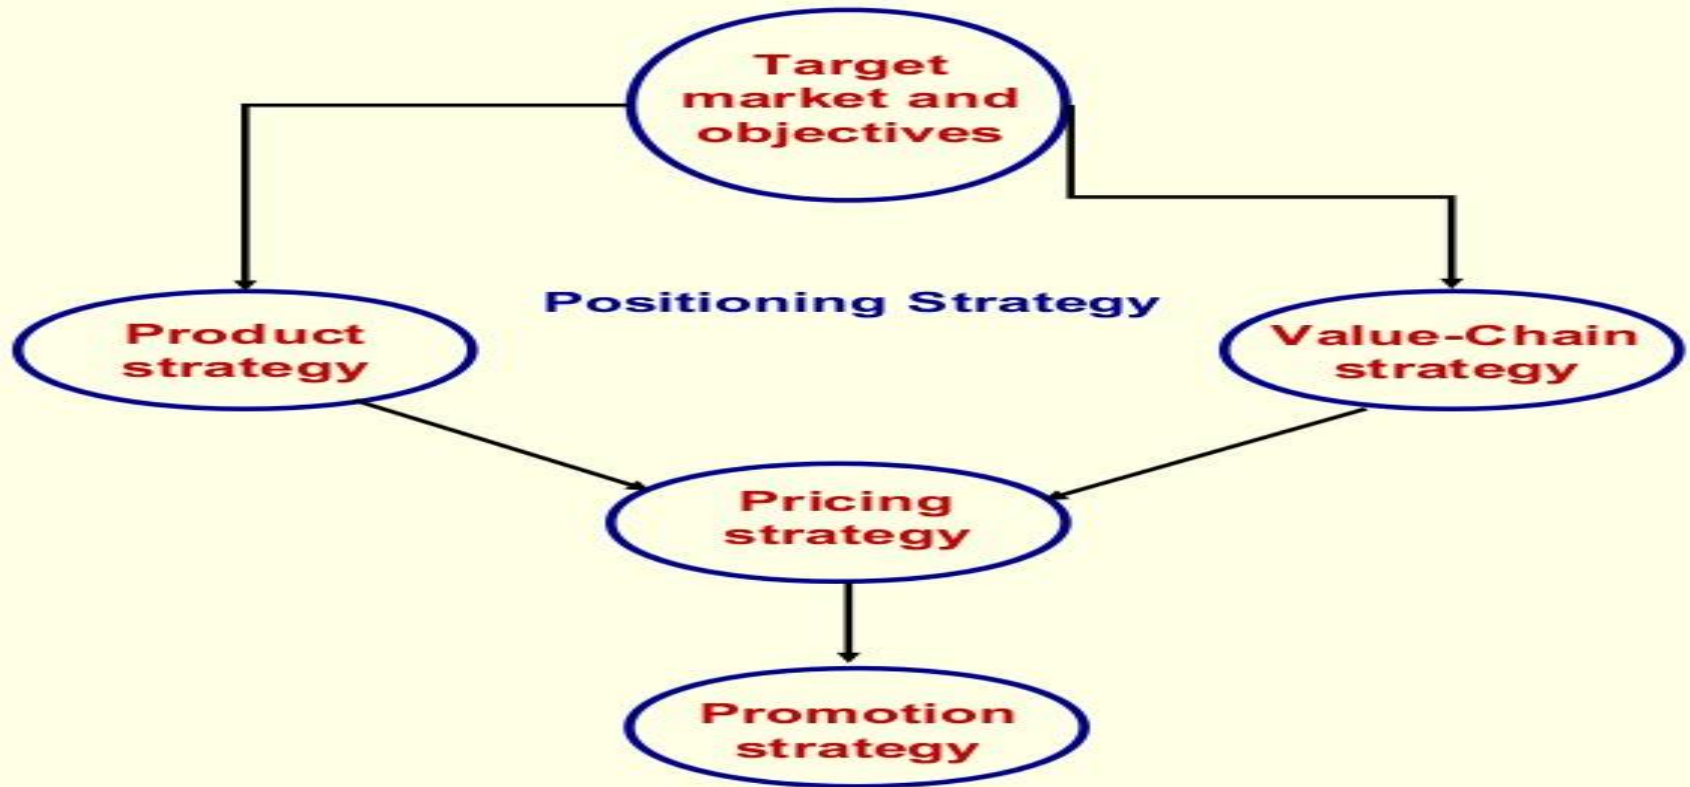 Target
market and
objectives
Positioning Strategy
Product
strategy
Value-Chain
strategy
Pricing
strategy
Promotion
strategy